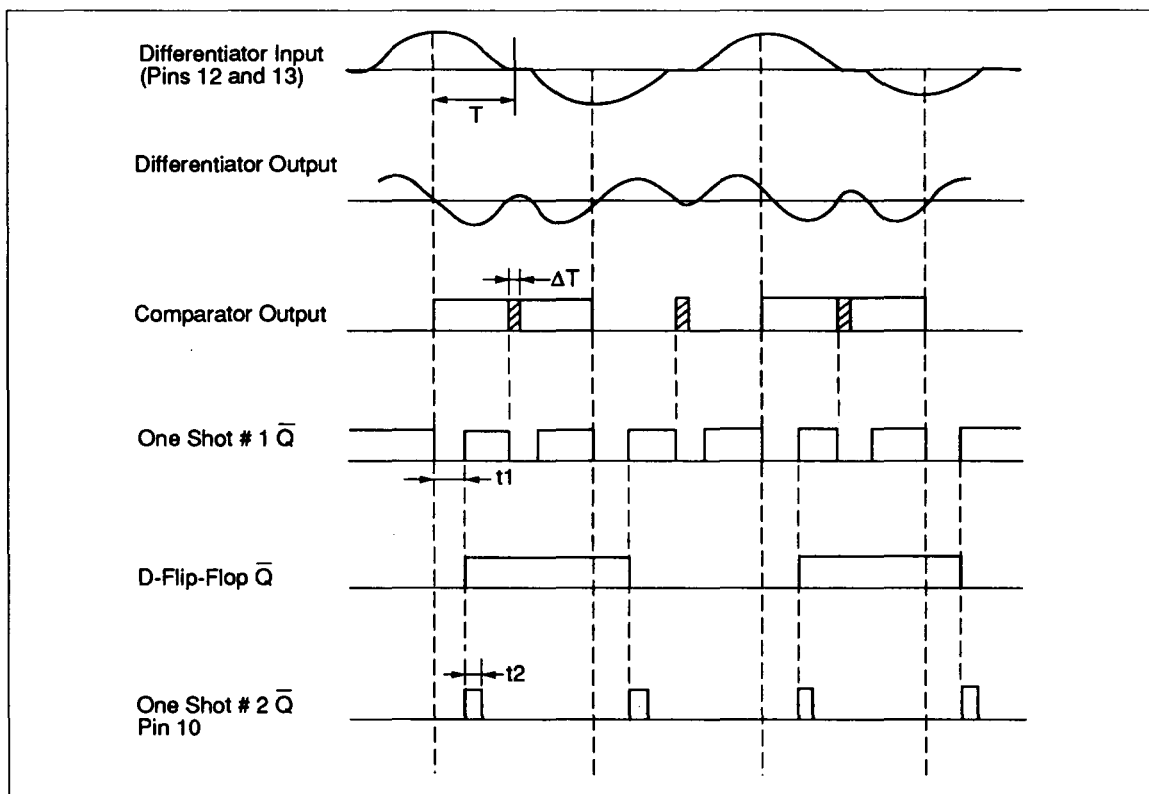 Differentiator Input
(Pins 12 and 13)
T
Differentiator Output
ΔT
Comparator Output
One Shot # 1 Q̅
t1
D-Flip-Flop Q̅
t2
One Shot # 2 Q̅
Pin 10